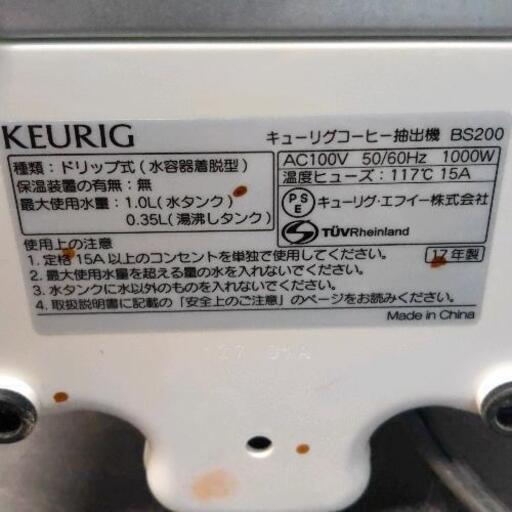 KEURIG
キューリグコーヒー抽出機 BS200
種類：ドリップ式(水容器着脱型)
保温装置の有無：無
最大使用水量：1.0L(水タンク)
0.35L(湯沸しタンク)
AC100V 50/60Hz 1000W
温度ヒューズ：117℃ 15A
PSE キューリグ・エフイー株式会社
TÜVRheinland
17年製
使用上の注意
1. 定格15A以上のコンセントを単独で使用してください。
2. 最大使用水量を超える量の水を入れないでください。
3. 水タンクに水以外のものを入れないでください。
4. 取扱説明書に記載の「安全上のご注意」のページをお読みください。
Made in China